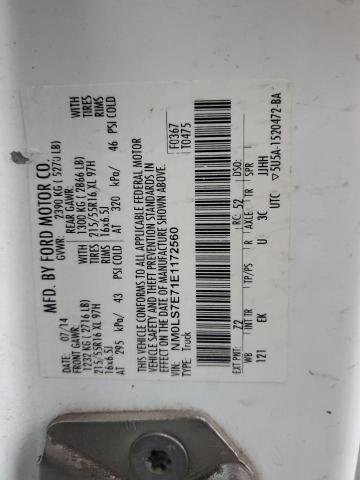 MFD. BY FORD MOTOR CO.
DATE: 07/14 GVWR: 2390 KG ( 5270 LB)
FRONT GAWR: REAR GAWR: WITH
1232 KG ( 2716 LB) 1300 KG ( 2866 LB) TIRES
215/55R16 XL 97H 215/55R16 XL 97H RIMS
16x6.5J 16x6.5J
AT 295 kPa/ 43 PSI COLD AT 320 kPa/ 46 PSI COLD
WITH
TIRES
RIMS
THIS VEHICLE CONFORMS TO ALL APPLICABLE FEDERAL MOTOR
VEHICLE SAFETY AND THEFT PREVENTION STANDARDS IN
EFFECT ON THE DATE OF MANUFACTURE SHOWN ABOVE.
VIN: NM0LS7E71E1172560
TYPE: Truck
F0367
T0475
EXT PNT: Z2 RC: 52 DSO:
WB INT TR TP/PS R AXLE TR SPR
121 EK U 3C JJHH
UTC ▽5U5A-1520472-BA